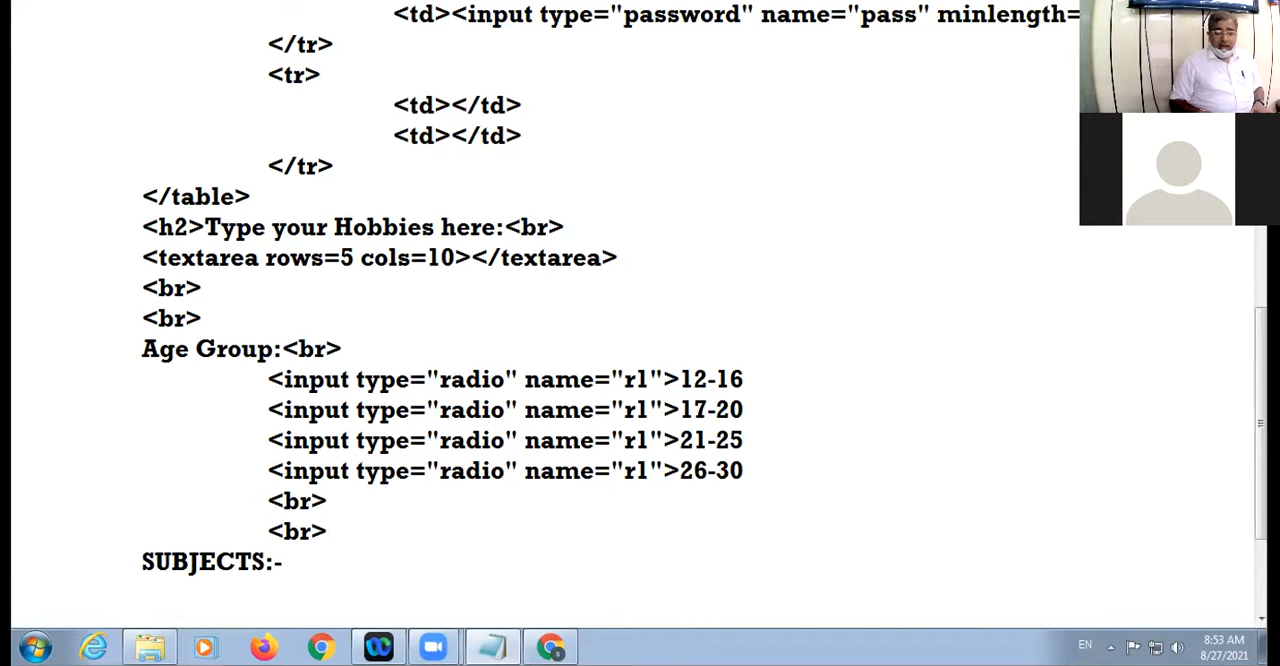 <td><input type="password" name="pass" minlength=
</tr>
<tr>
<td></td>
<td></td>
</tr>
</table>
<h2>Type your Hobbies here:<br>
<textarea rows=5 cols=10></textarea>
<br>
<br>
Age Group:<br>
<input type="radio" name="r1">12-16
<input type="radio" name="r1">17-20
<input type="radio" name="r1">21-25
<input type="radio" name="r1">26-30
<br>
<br>
SUBJECTS:-
EN
8:53 AM
8/27/2021